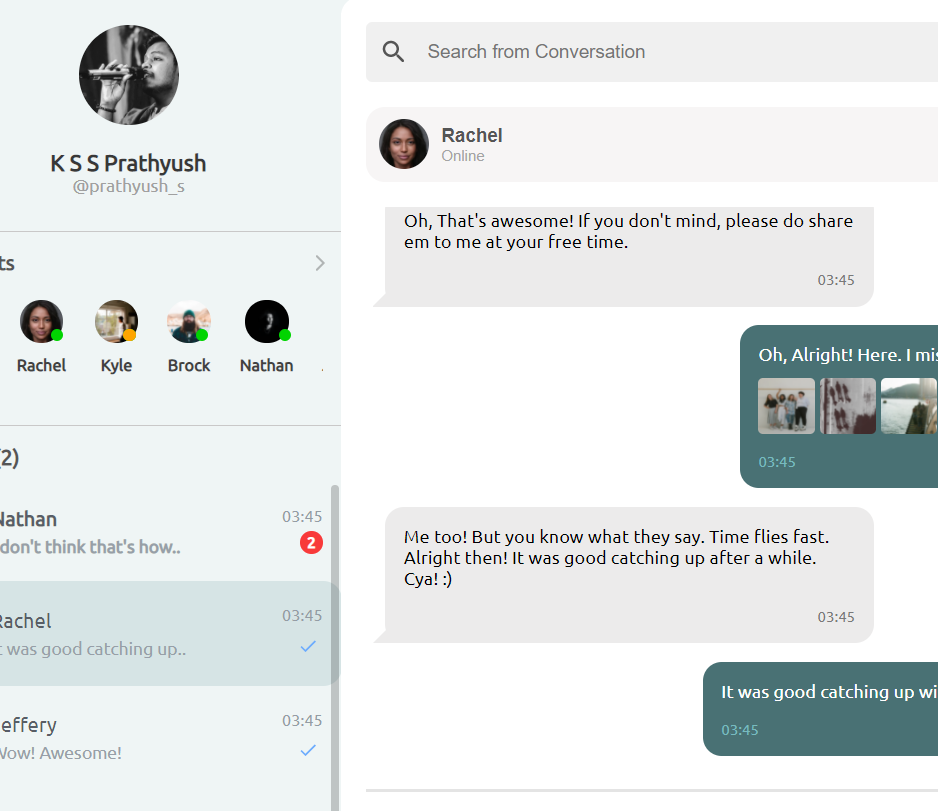 K S S Prathyush
@prathyush_s
ts
Rachel
Kyle
Brock
Nathan
2)
Nathan
03:45
don't think that's how..
2
Rachel
03:45
t was good catching up..
effery
03:45
Wow! Awesome!
Search from Conversation
Rachel
Online
Oh, That's awesome! If you don't mind, please do share
em to me at your free time.
03:45
Oh, Alright! Here. I mis
03:45
Me too! But you know what they say. Time flies fast.
Alright then! It was good catching up after a while.
Cya! :)
03:45
It was good catching up wi
03:45